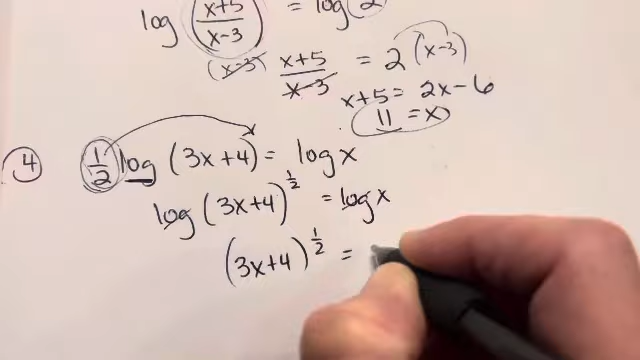 log (x+5/x-3) = log(2
(x-3) x+5/x-3 = 2 (x-3)
x+5 = 2x-6
11 = x
4 1/2 log (3x+4) = log x
log (3x+4)^1/2 = log x
(3x+4)^1/2 =